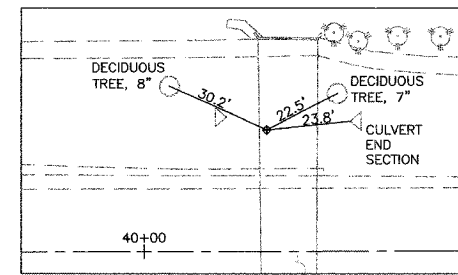 DECIDUOUS
TREE, 8"
30.2'
22.5'
23.8'
DECIDUOUS
TREE, 7"
CULVERT
END
SECTION
40+00